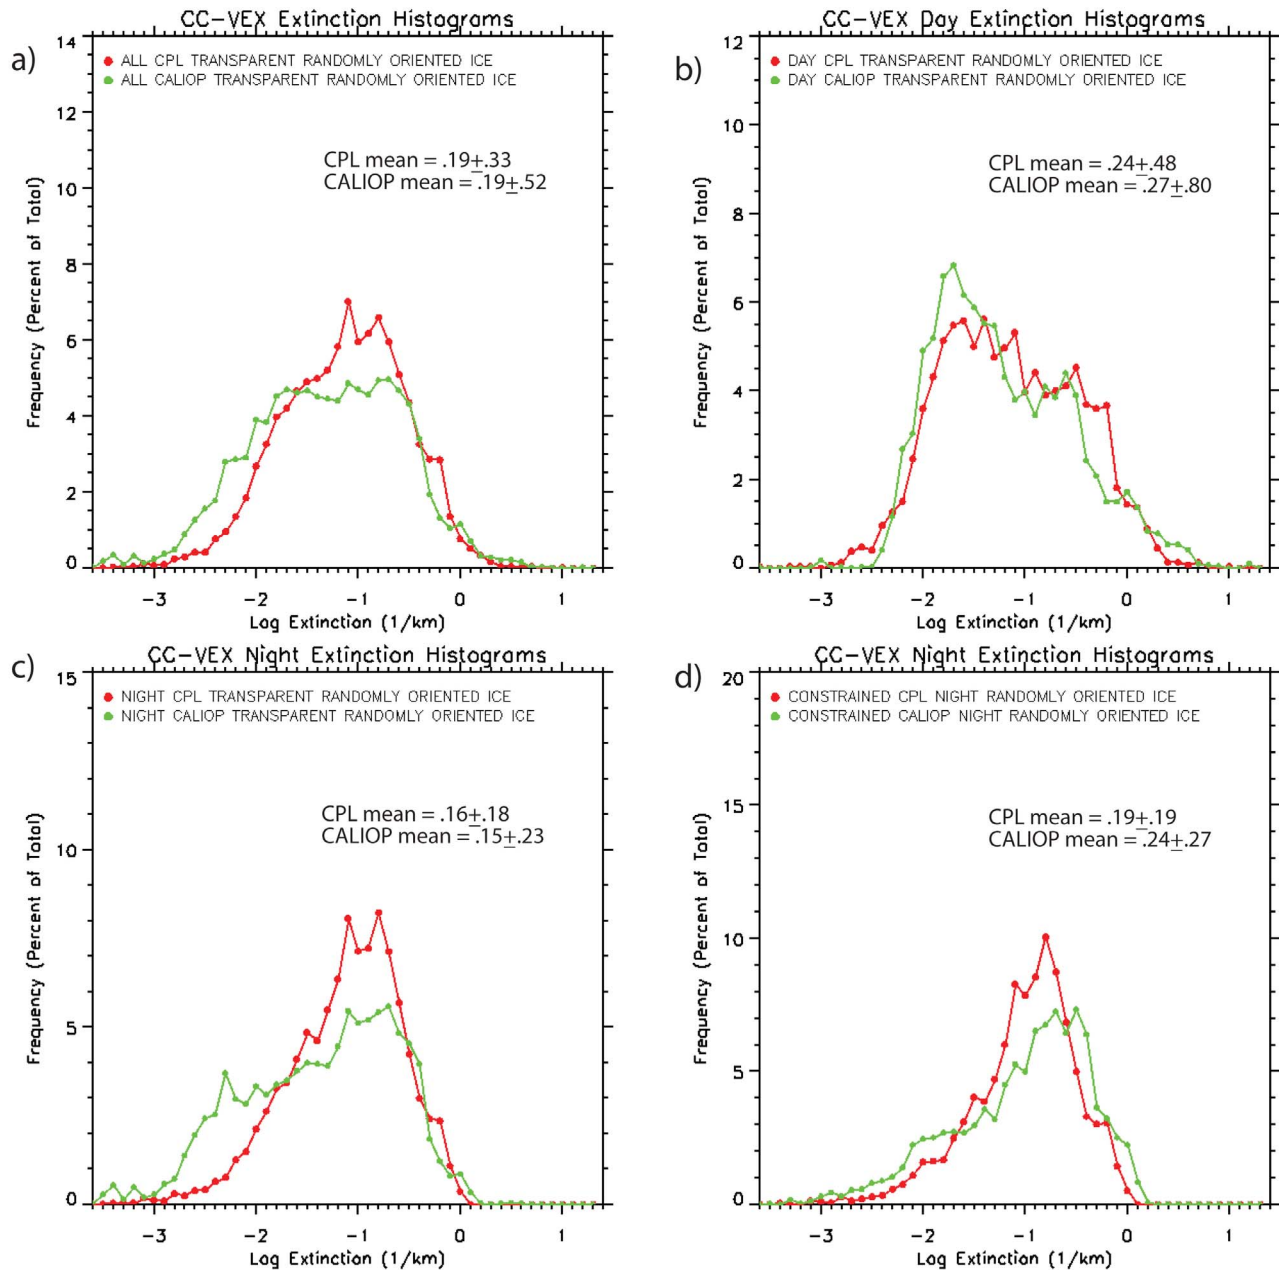 CC-VEX Extinction Histograms
a)
ALL CPL TRANSPARENT RANDOMLY ORIENTED ICE
ALL CALIOP TRANSPARENT RANDOMLY ORIENTED ICE
CPL mean = .19±.33
CALIOP mean = .19±.52
Frequency (Percent of Total)
14
12
10
8
6
4
2
0
-3 -2 -1 0 1
Log Extinction (1/km)
CC-VEX Day Extinction Histograms
b)
DAY CPL TRANSPARENT RANDOMLY ORIENTED ICE
DAY CALIOP TRANSPARENT RANDOMLY ORIENTED ICE
CPL mean = .24±.48
CALIOP mean = .27±.80
Frequency (Percent of Total)
12
10
8
6
4
2
0
-3 -2 -1 0 1
Log Extinction (1/km)
CC-VEX Night Extinction Histograms
c)
NIGHT CPL TRANSPARENT RANDOMLY ORIENTED ICE
NIGHT CALIOP TRANSPARENT RANDOMLY ORIENTED ICE
CPL mean = .16±.18
CALIOP mean = .15±.23
Frequency (Percent of Total)
15
10
5
0
-3 -2 -1 0 1
Log Extinction (1/km)
CC-VEX Night Extinction Histograms
d)
CONSTRAINED CPL NIGHT RANDOMLY ORIENTED ICE
CONSTRAINED CALIOP NIGHT RANDOMLY ORIENTED ICE
CPL mean = .19±.19
CALIOP mean = .24±.27
Frequency (Percent of Total)
20
15
10
5
0
-3 -2 -1 0 1
Log Extinction (1/km)